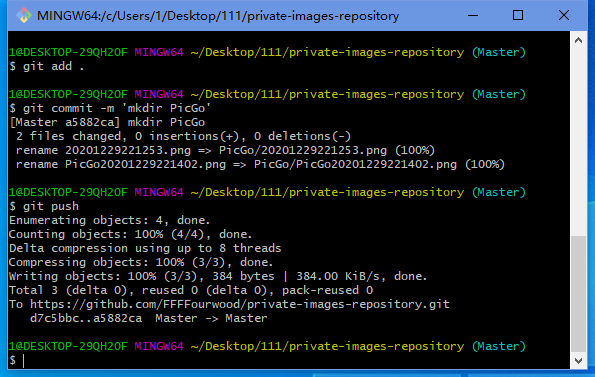 MINGW64:/c/Users/1/Desktop/111/private-images-repository
1@DESKTOP-29QH2OF MINGW64 ~/Desktop/111/private-images-repository (Master)
$ git add .
1@DESKTOP-29QH2OF MINGW64 ~/Desktop/111/private-images-repository (Master)
$ git commit -m 'mkdir PicGo'
[Master a5882ca] mkdir PicGo
 2 files changed, 0 insertions(+), 0 deletions(-)
 rename 20201229221253.png => PicGo/20201229221253.png (100%)
 rename PicGo20201229221402.png => PicGo/PicGo20201229221402.png (100%)
1@DESKTOP-29QH2OF MINGW64 ~/Desktop/111/private-images-repository (Master)
$ git push
Enumerating objects: 4, done.
Counting objects: 100% (4/4), done.
Delta compression using up to 8 threads
Compressing objects: 100% (3/3), done.
Writing objects: 100% (3/3), 384 bytes | 384.00 KiB/s, done.
Total 3 (delta 0), reused 0 (delta 0), pack-reused 0
To https://github.com/FFFFourwood/private-images-repository.git
   d7c5bbc..a5882ca  Master -> Master
1@DESKTOP-29QH2OF MINGW64 ~/Desktop/111/private-images-repository (Master)
$